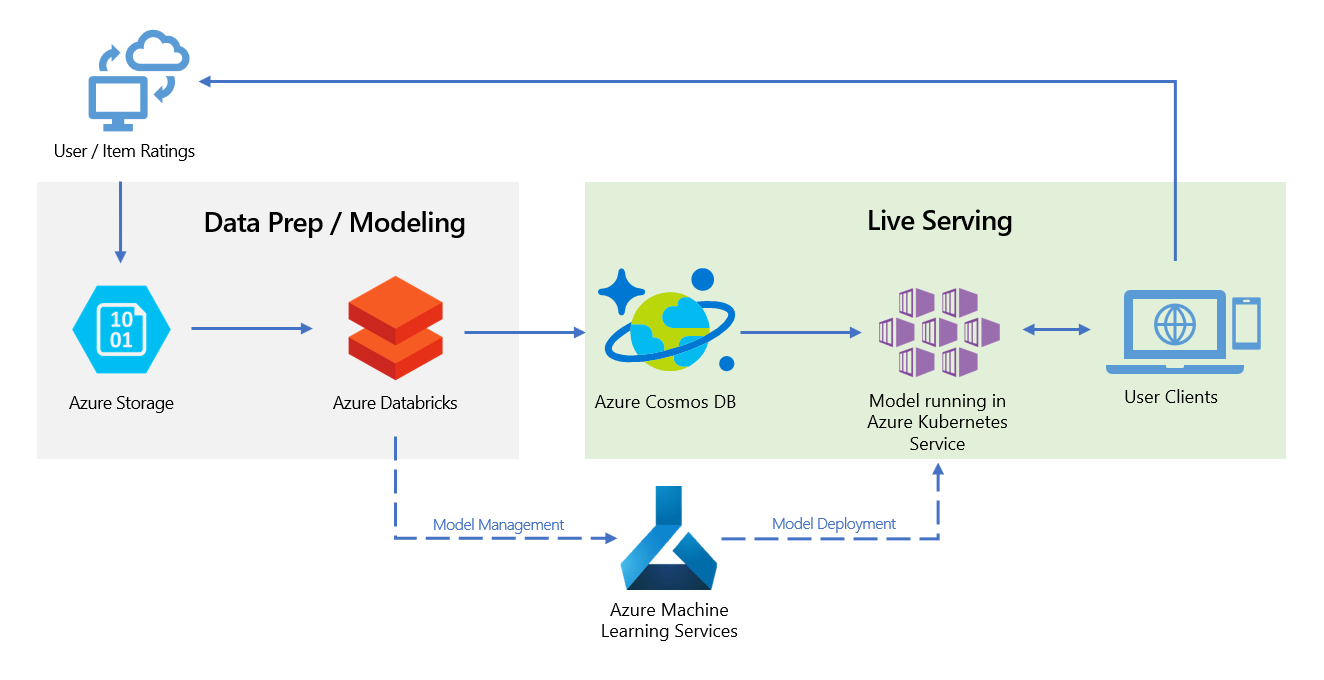 User / Item Ratings
Data Prep / Modeling
Live Serving
10
01
Azure Storage
Azure Databricks
Azure Cosmos DB
Model running in
Azure Kubernetes
Service
User Clients
Model Management
Model Deployment
Azure Machine
Learning Services